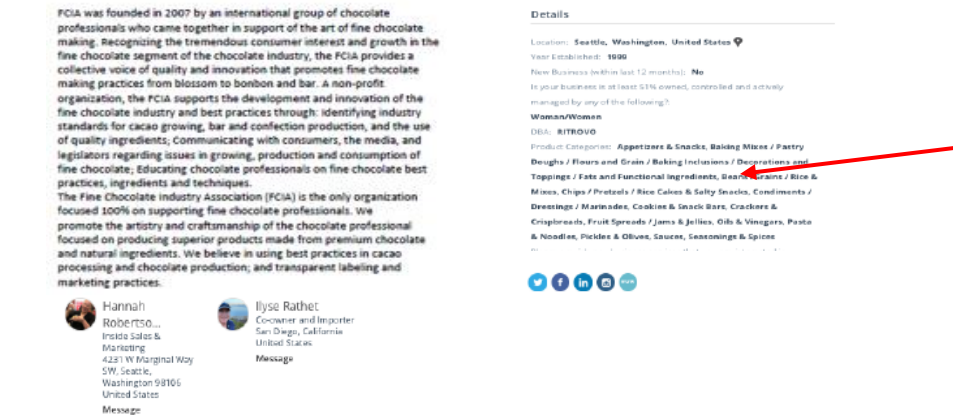 FCIA was founded in 2007 by an international group of chocolate
professionals who came together in support of the art of fine chocolate
making. Recognizing the tremendous consumer interest and growth in the
fine chocolate segment of the chocolate industry, the FCIA provides a
collective voice of quality and innovation that promotes fine chocolate
making practices from blossom to bonbon and bar. A non-profit
organization, the FCIA supports the development and innovation of the
fine chocolate industry and best practices through: Identifying industry
standards for cacao growing, bar and confection production, and the use
of quality ingredients; Communicating with consumers, the media, and
legislators regarding issues in growing, production and consumption of
fine chocolate; Educating chocolate professionals on fine chocolate best
practices, ingredients and techniques.
The Fine Chocolate Industry Association (FCIA) is the only organization
focused 100% on supporting fine chocolate professionals. We
promote the artistry and craftmanship of the chocolate professional
focused on producing superior products made from premium chocolate
and natural ingredients. We believe in using best practices in cacao
processing and chocolate production; and transparent labeling and
marketing practices.
Hannah
Robertso...
Inside Sales &
Marketing
4231 W Marginal Way
SW, Seattle,
Washington 98106
United States
Message
Ilyse Rathet
Co-owner and Importer
San Diego, California
United States
Message
Details
Location: Seattle, Washington, United States
Year Established: 1999
New Business (within last 12 months): No
Is your business is at least 51% owned, controlled and actively
managed by any of the following?:
Woman/Women
DBA: RITROVO
Product Categories: Appetizers & Snacks, Baking Mixes / Pastry
Doughs / Flours and Grain / Baking Inclusions / Decorations and
Toppings / Fats and Functional Ingredients, Beans / Grains / Rice &
Mixes, Chips / Pretzels / Rice Cakes & Salty Snacks, Condiments /
Dressings / Marinades, Cookies & Snack Bars, Crackers &
Crispbreads, Fruit Spreads / Jams & Jellies, Oils & Vinegars, Pasta
& Noodles, Pickles & Olives, Sauces, Seasonings & Spices